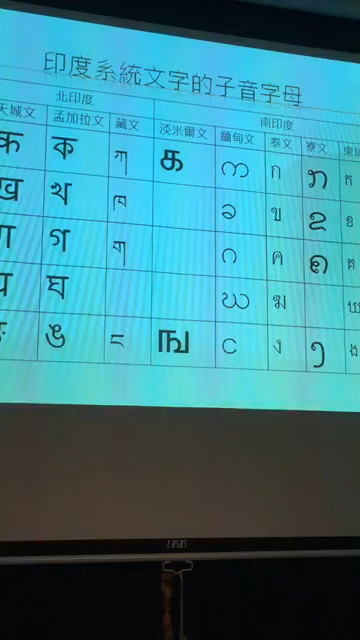 印度系統文字的子音字母
北印度 南印度
天城文 孟加拉文 藏文 淡米爾文 緬甸文 泰文 寮文
क ক ཀ க က ก ກ
ख খ ཁ ခ ข ຂ
ग গ ག ဂ ค ຄ
घ ঘ ဃ ฆ
ङ ঙ ང ங င ง ງ